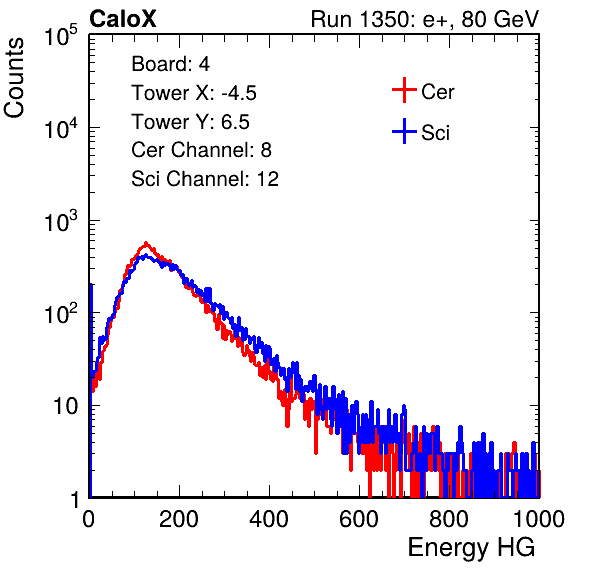 CaloX Run 1350: e+, 80 GeV
Counts
Board: 4
Tower X: -4.5
Tower Y: 6.5
Cer Channel: 8
Sci Channel: 12
Cer
Sci
10^5
10^4
10^3
10^2
10
1
0 200 400 600 800 1000
Energy HG